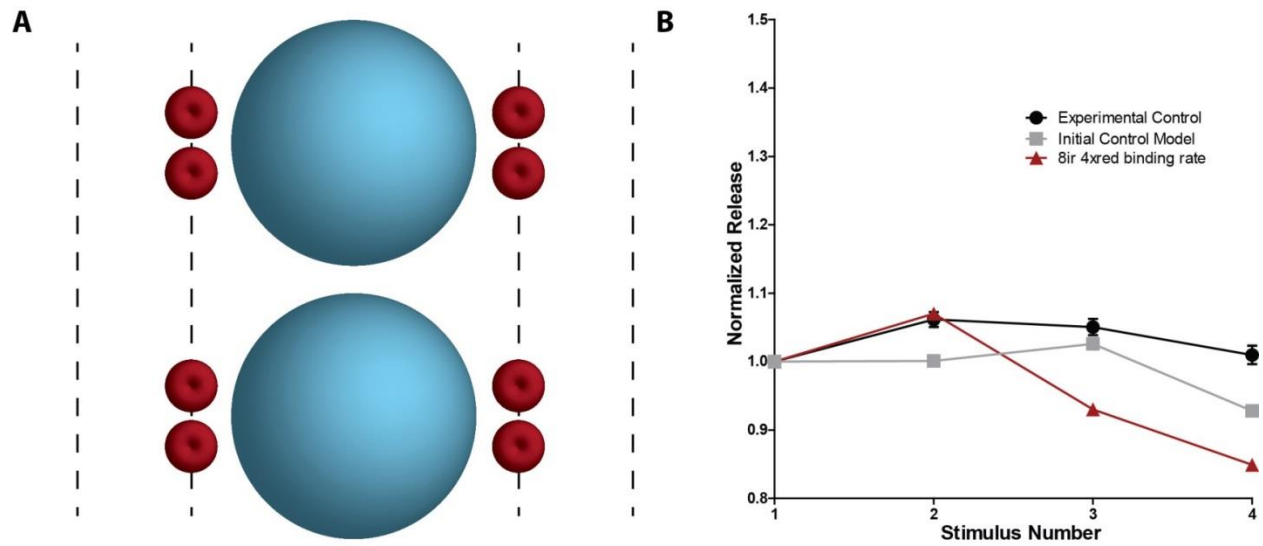 A
B
1.5
1.4
1.3
1.2
1.1
1.0
0.9
0.8
Normalized Release
Experimental Control
Initial Control Model
8ir 4xred binding rate
1 2 3 4
Stimulus Number